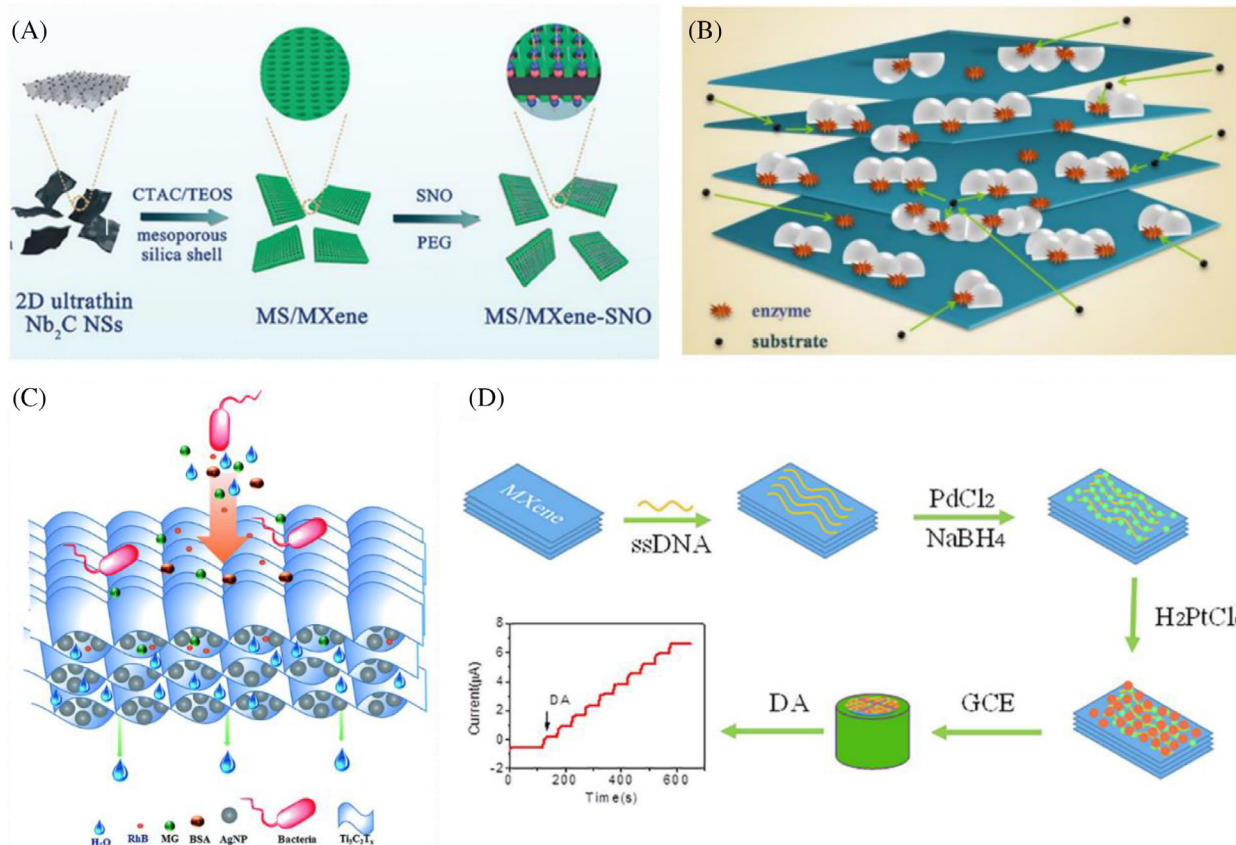 (A)
CTAC/TEOS
mesoporous
silica shell
SNO
PEG
2D ultrathin
Nb₂C NSs
MS/MXene
MS/MXene-SNO
(B)
enzyme
substrate
(C)
H₂O RhB MG BSA AgNP Bacteria Ti₃C₂Tₓ
(D)
MXene
ssDNA
PdCl₂
NaBH₄
H₂PtCl₆
GCE
DA
Current(μA)
8
6
4
2
0
-2
DA
0 200 400 600
Time(s)